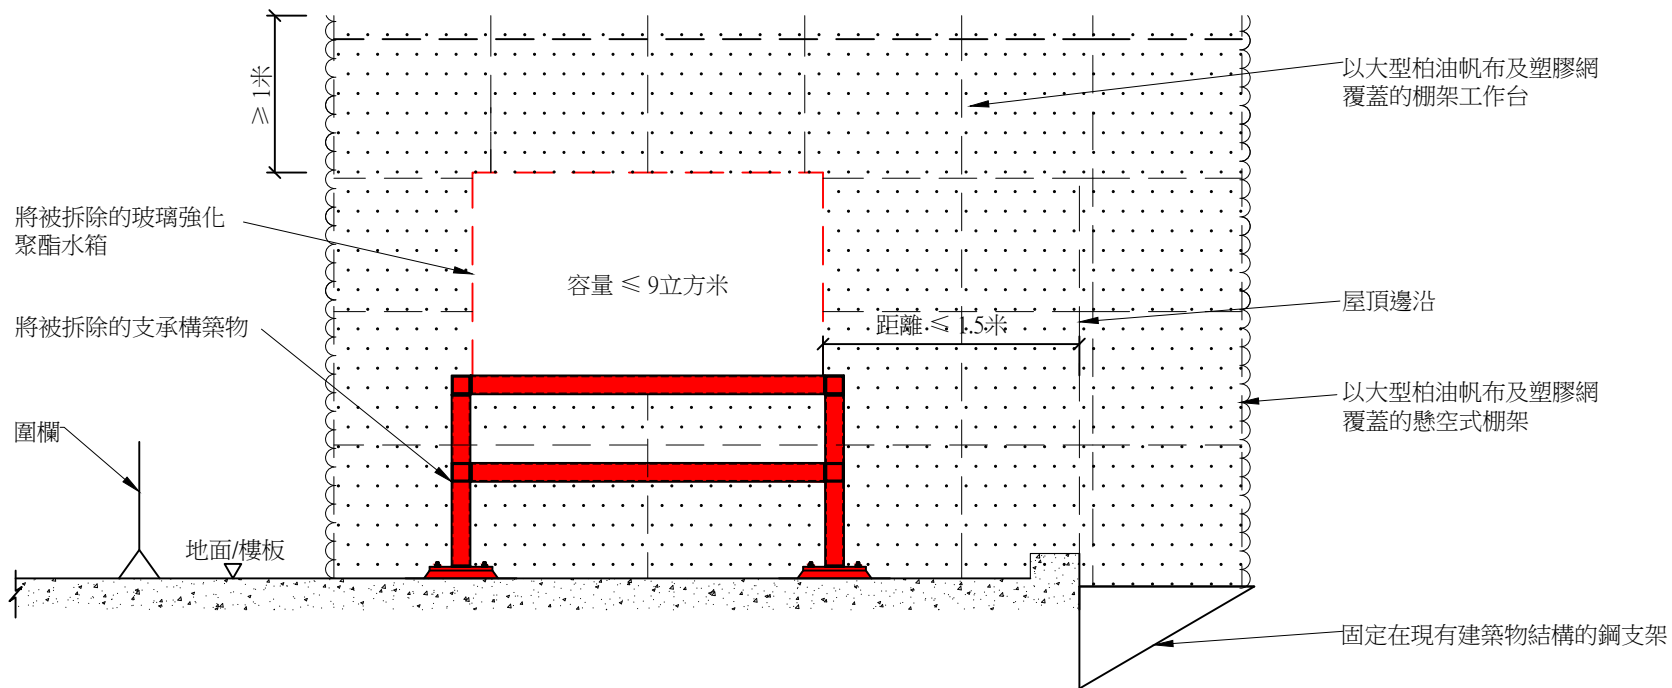 ≥ 1米
以大型柏油帆布及塑膠網
覆蓋的棚架工作台
將被拆除的玻璃強化
聚酯水箱
容量 ≤ 9立方米
屋頂邊沿
將被拆除的支承構築物
距離 ≤ 1.5米
以大型柏油帆布及塑膠網
覆蓋的懸空式棚架
圍欄
地面/樓板
固定在現有建築物結構的鋼支架